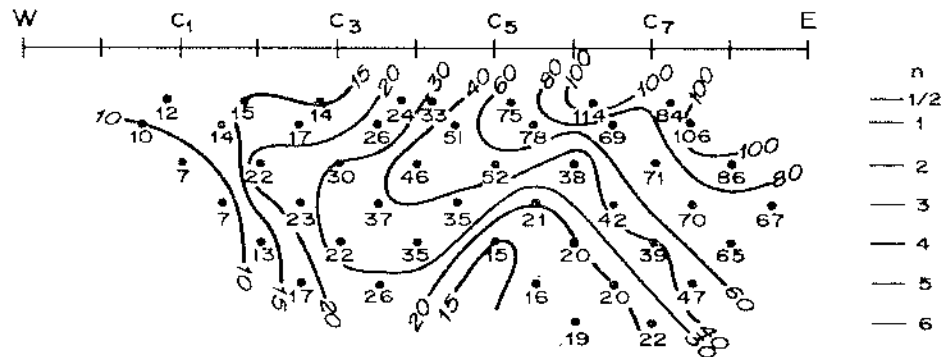 W C1 C3 C5 C7 E
n
15 20 30 40 60 80 100 100 100
12 15 14 24 33 75 114 84 1/2
10 10 14 17 26 51 78 69 106 1
100
7 22 30 46 52 38 71 86 80 2
7 23 37 35 21 42 70 67 3
13 22 35 15 20 39 65 4
10 15 17 20 26 20 15 16 20 47 60 5
19 22 30 40 6